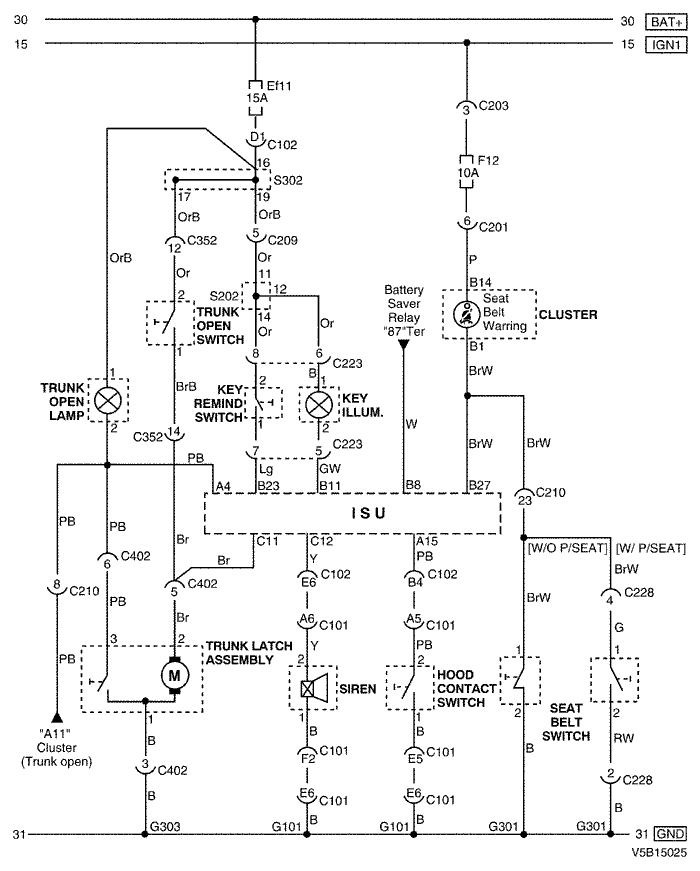 30
30 BAT+
15
15 IGN1
Ef11
15A
C203
3
D1
C102
F12
10A
16
S302
17
19
OrB
OrB
C352
12
5
C209
6
C201
OrB
Or
Or
11
P
2
S202
12
14
Battery
Saver
Relay
"87"Ter
B14
Seat
Belt
Warring
CLUSTER
TRUNK
OPEN
SWITCH
Or
Or
1
8
6
C223
B1
BrB
2
B
1
BrW
1
TRUNK
OPEN
LAMP
KEY
REMIND
SWITCH
KEY
ILLUM.
2
1
2
W
C352
14
7
5
C223
BrW
BrW
PB
Lg
GW
A4
B23
B11
B8
B27
C210
23
ISU
PB
PB
Br
C11
C12
A15
Br
Y
PB
[W/O P/SEAT]
[W/ P/SEAT]
C402
6
BrW
8
C210
C402
5
E6
C102
B4
C102
C228
4
PB
BrW
Br
A6
C101
A5
C101
G
3
2
TRUNK LATCH
ASSEMBLY
Y
PB
PB
2
2
1
1
M
SIREN
HOOD
CONTACT
SWITCH
SEAT
BELT
SWITCH
1
1
1
2
2
"A11"
Cluster
(Trunk open)
B
B
B
B
RW
3
C402
F2
C101
E5
C101
2
C228
B
E6
C101
E6
C101
B
B
B
31
G303
G101
G101
G301
G301
31 GND
V5B15025